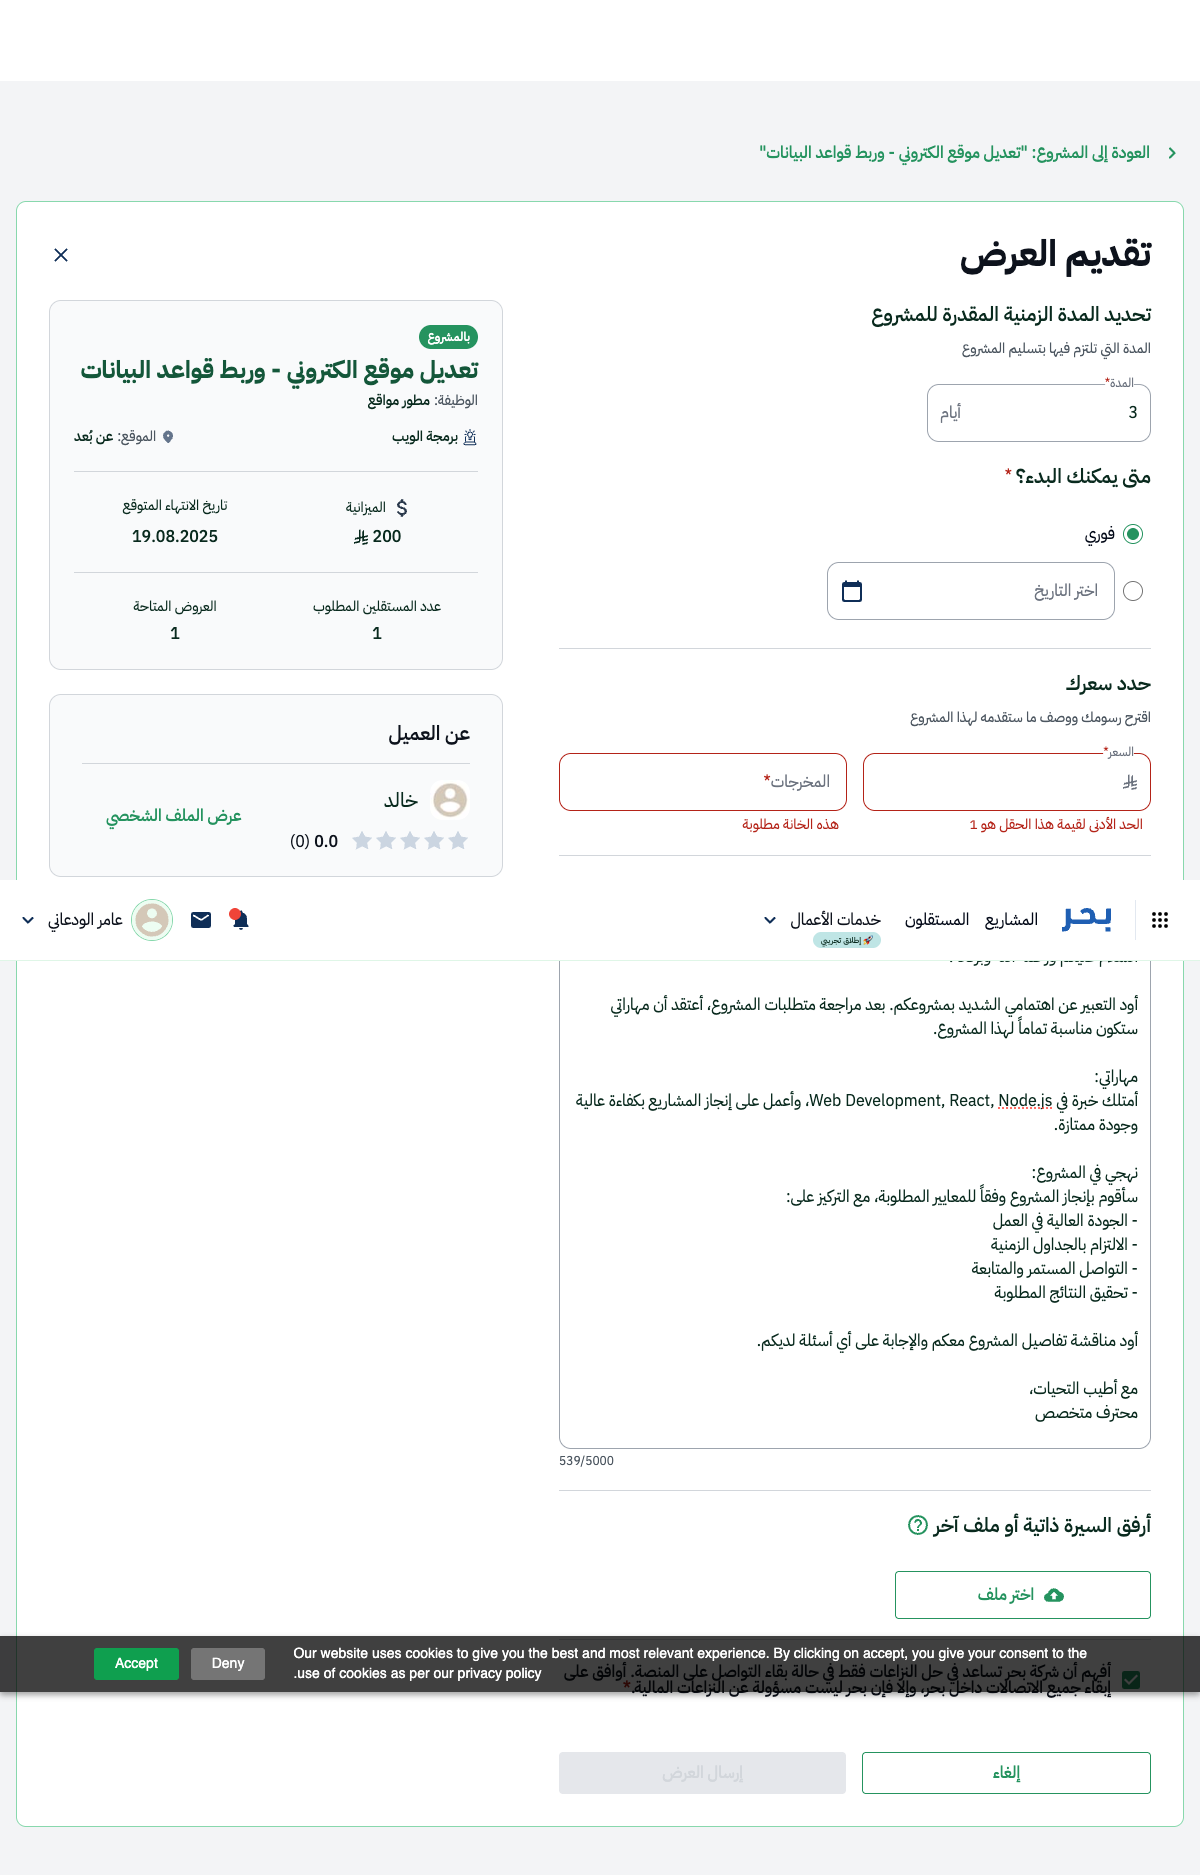 العودة إلى المشروع: "تعديل موقع الكتروني - وربط قواعد البيانات"
تقديم العرض
تحديد المدة الزمنية المقدرة للمشروع
المدة التي تلتزم فيها بتسليم المشروع
المدة*
3 أيام
متى يمكنك البدء؟ *
فوري
اختر التاريخ
حدد سعرك
اقترح رسومك ووصف ما ستقدمه لهذا المشروع
السعر*
المخرجات*
الحد الأدنى لقيمة هذا الحقل هو 1
هذه الخانة مطلوبة
بالمشروع
تعديل موقع الكتروني - وربط قواعد البيانات
الوظيفة: مطور مواقع
برمجة الويب
الموقع: عن بُعد
الميزانية
200
تاريخ الانتهاء المتوقع
19.08.2025
عدد المستقلين المطلوب
1
العروض المتاحة
1
عن العميل
خالد
0.0 (0)
عرض الملف الشخصي
بحر
المشاريع
المستقلون
خدمات الأعمال
إطلاق تجريبي
عامر الودعاني
أود التعبير عن اهتمامي الشديد بمشروعكم. بعد مراجعة متطلبات المشروع، أعتقد أن مهاراتي
ستكون مناسبة تماماً لهذا المشروع.
مهاراتي:
أمتلك خبرة في Web Development, React, Node.js، وأعمل على إنجاز المشاريع بكفاءة عالية
وجودة ممتازة.
نهجي في المشروع:
سأقوم بإنجاز المشروع وفقاً للمعايير المطلوبة، مع التركيز على:
- الجودة العالية في العمل
- الالتزام بالجداول الزمنية
- التواصل المستمر والمتابعة
- تحقيق النتائج المطلوبة
أود مناقشة تفاصيل المشروع معكم والإجابة على أي أسئلة لديكم.
مع أطيب التحيات،
محترف متخصص
539/5000
أرفق السيرة ذاتية أو ملف آخر
اختر ملف
Our website uses cookies to give you the best and most relevant experience. By clicking on accept, you give your consent to the
.use of cookies as per our privacy policy
Deny
Accept
أفهم أن شركة بحر تساعد في حل النزاعات فقط في حالة بقاء التواصل على المنصة. أوافق على
إبقاء جميع الاتصالات داخل بحر، وإلا فإن بحر ليست مسؤولة عن النزاعات المالية.*
إلغاء
إرسال العرض